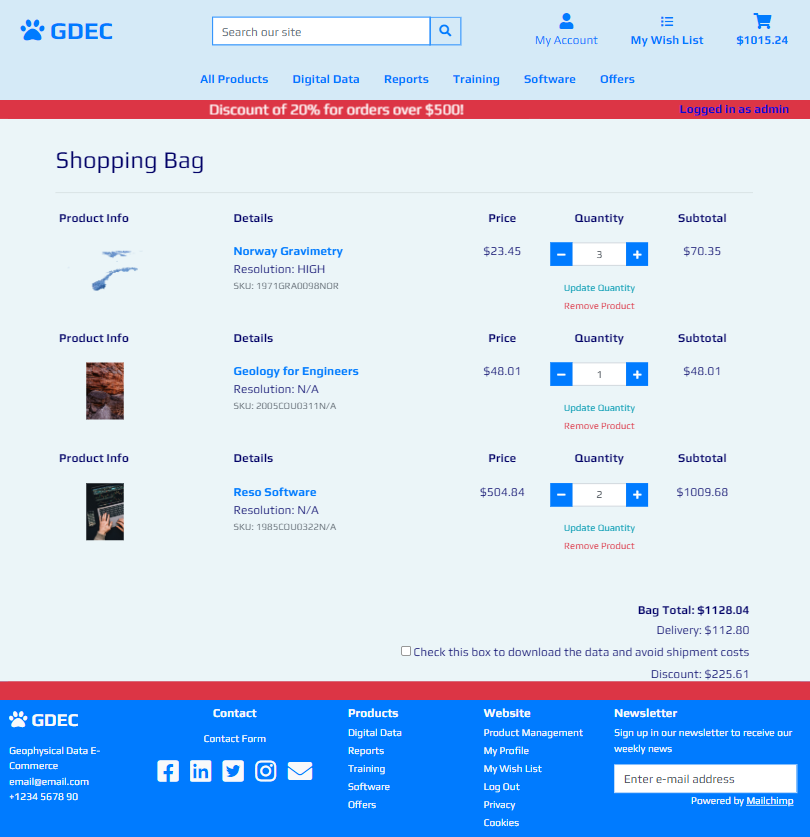 GDEC
Search our site
My Account
My Wish List
$1015.24
All Products Digital Data Reports Training Software Offers
Discount of 20% for orders over $500!
Logged in as admin
Shopping Bag
Product Info Details Price Quantity Subtotal
Norway Gravimetry $23.45 3 $70.35
Resolution: HIGH
SKU: 1971GRA0098NOR
Update Quantity
Remove Product
Product Info Details Price Quantity Subtotal
Geology for Engineers $48.01 1 $48.01
Resolution: N/A
SKU: 2005COU0311N/A
Update Quantity
Remove Product
Product Info Details Price Quantity Subtotal
Reso Software $504.84 2 $1009.68
Resolution: N/A
SKU: 1985COU0322N/A
Update Quantity
Remove Product
Bag Total: $1128.04
Delivery: $112.80
Check this box to download the data and avoid shipment costs
Discount: $225.61
GDEC
Geophysical Data E-
Commerce
email@email.com
+1234 5678 90
Contact
Contact Form
Products
Digital Data
Reports
Training
Software
Offers
Website
Product Management
My Profile
My Wish List
Log Out
Privacy
Cookies
Newsletter
Sign up in our newsletter to receive our
weekly news
Enter e-mail address
Powered by Mailchimp